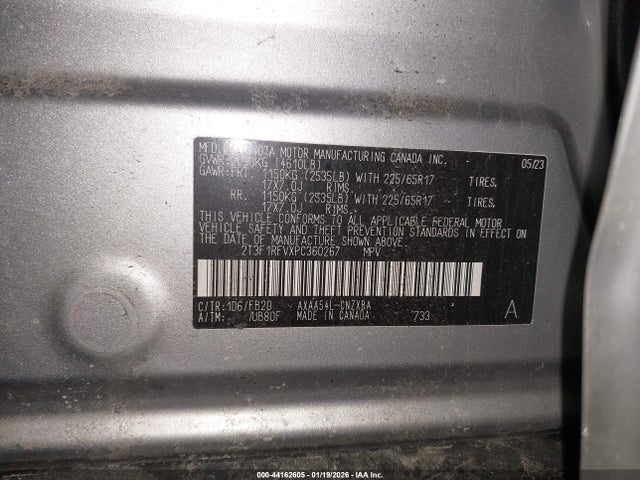 MFD. TOYOTA MOTOR MANUFACTURING CANADA INC. 05/23
GVWR: KG (4610LB)
GAWR:FRT. 1150KG (2535LB) WITH 225/65R17 TIRES,
17X7.0J RIMS,
RR. 1150KG (2535LB) WITH 225/65R17 TIRES,
17X7.0J RIMS,
THIS VEHICLE CONFORMS TO ALL APPLICABLE FEDERAL MOTOR
VEHICLE SAFETY AND THEFT PREVENTION STANDARDS IN EFFECT
ON THE DATE OF MANUFACTURE SHOWN ABOVE.
2T3F1RFVXPC360267 MPV
C/TR:1D6/FB20 AXAA54L-CNZXBA
A/TM: /UB80F MADE IN CANADA 733 A
000-44162605 - 01/19/2026 - IAA Inc.